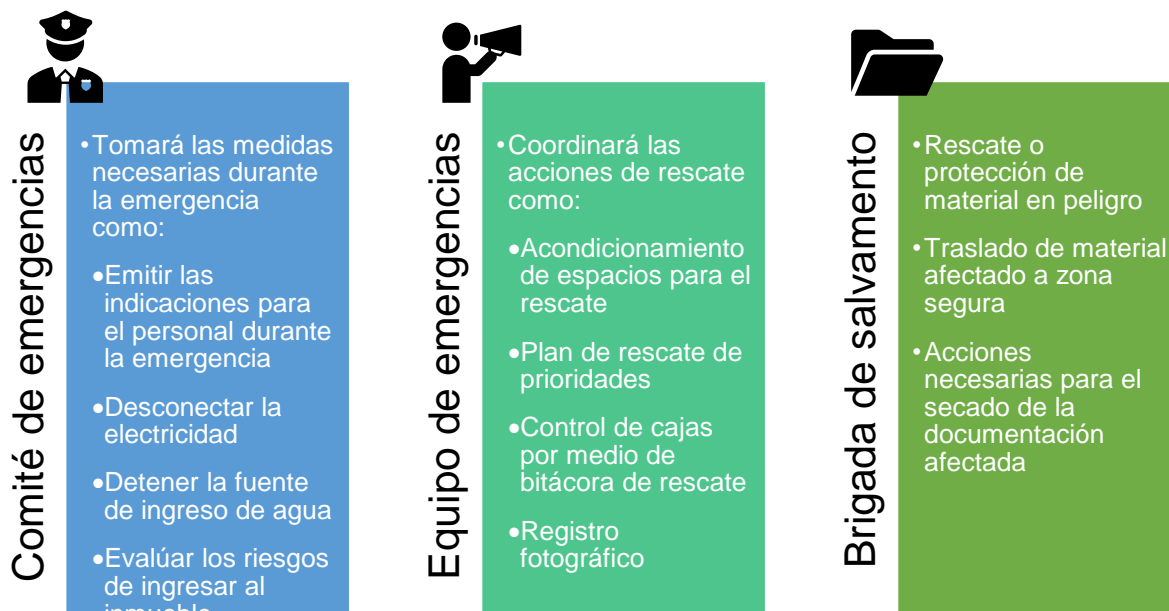 Comité de emergencias
•Tomará las medidas
necesarias durante
la emergencia
como:
•Emitir las
indicaciones para
el personal durante
la emergencia
•Desconectar la
electricidad
•Detener la fuente
de ingreso de agua
•Evalúar los riesgos
de ingresar al
inmueble
Equipo de emergencias
•Coordinará las
acciones de rescate
como:
•Acondicionamiento
de espacios para el
rescate
•Plan de rescate de
prioridades
•Control de cajas
por medio de
bitácora de rescate
•Registro
fotográfico
Brigada de salvamento
•Rescate o
protección de
material en peligro
•Traslado de material
afectado a zona
segura
•Acciones
necesarias para el
secado de la
documentación
afectada